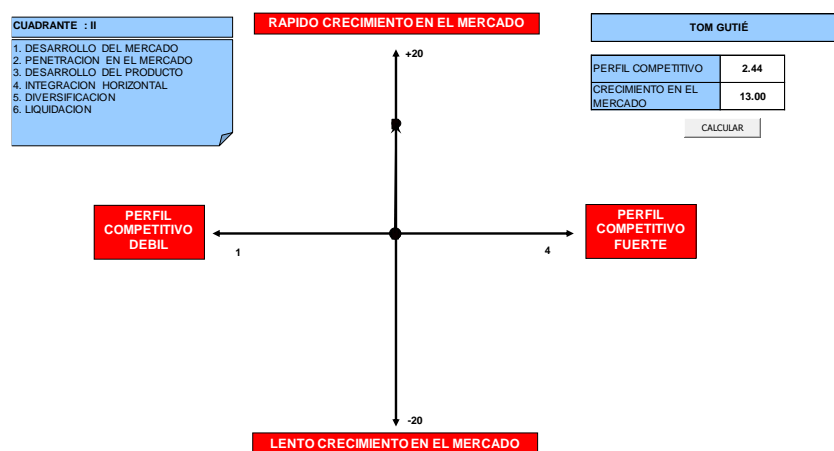 CUADRANTE : II
1. DESARROLLO DEL MERCADO
2. PENETRACION EN EL MERCADO
3. DESARROLLO DEL PRODUCTO
4. INTEGRACION HORIZONTAL
5. DIVERSIFICACION
6. LIQUIDACION
RAPIDO CRECIMIENTO EN EL MERCADO
+20
TOM GUTIÉ
PERFIL COMPETITIVO 2.44
CRECIMIENTO EN EL
MERCADO 13.00
CALCULAR
PERFIL
COMPETITIVO
DEBIL
1
4
PERFIL
COMPETITIVO
FUERTE
-20
LENTO CRECIMIENTO EN EL MERCADO